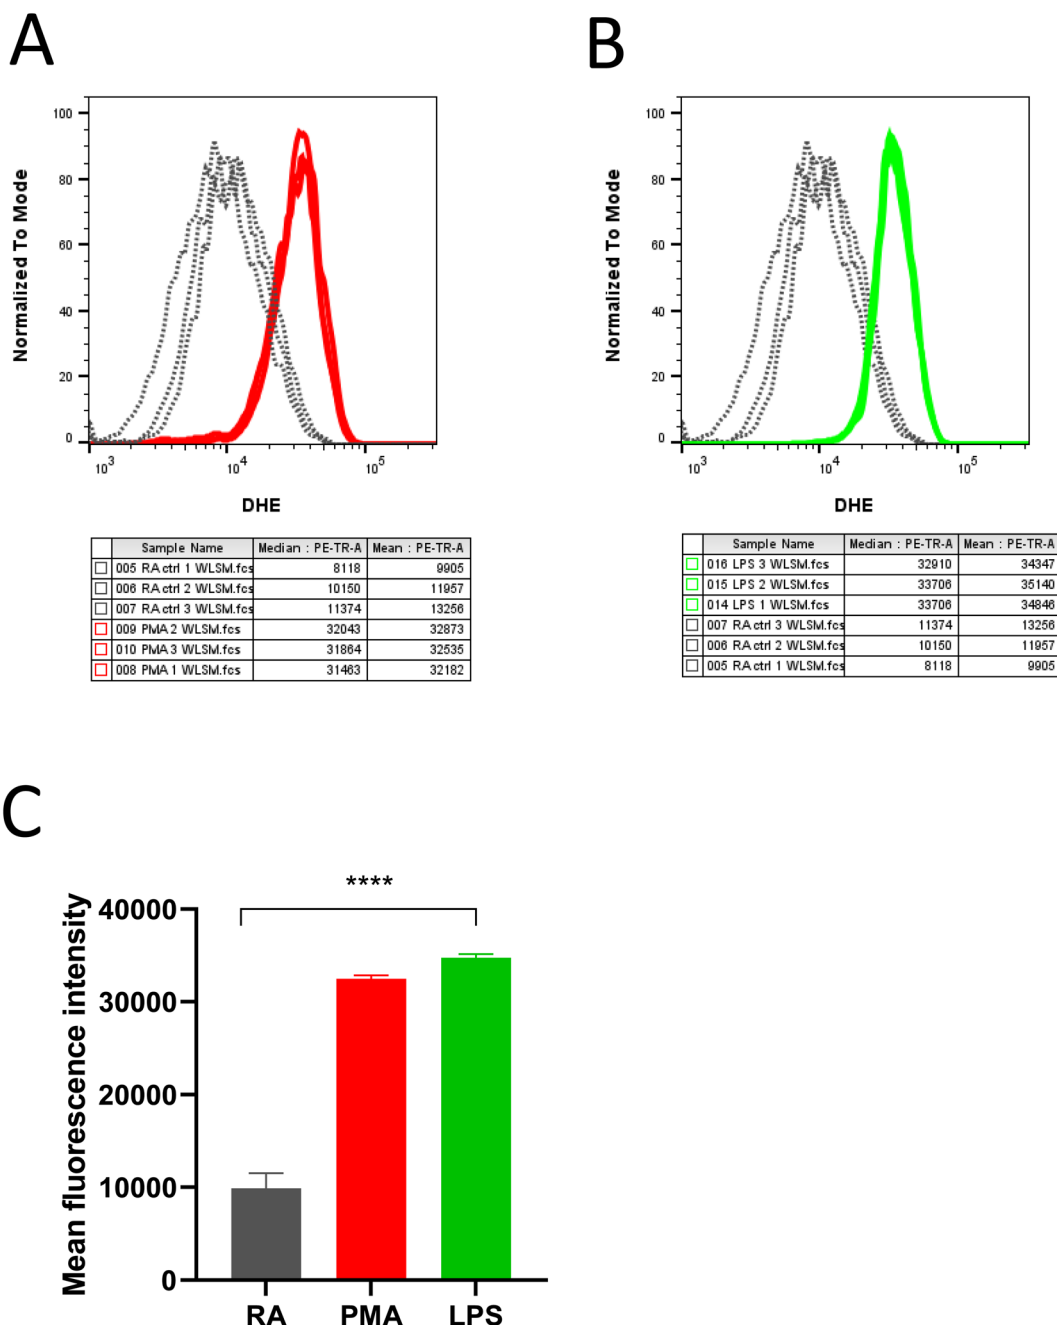 A
B
Normalized To Mode
100
80
60
40
20
0
10^3
10^4
10^5
DHE
Normalized To Mode
100
80
60
40
20
0
10^3
10^4
10^5
DHE
Sample Name Median : PE-TR-A Mean : PE-TR-A
005 RA ctrl 1 WLSM.fcs 8118 9905
006 RA ctrl 2 WLSM.fcs 10150 11957
007 RA ctrl 3 WLSM.fcs 11374 13256
009 PMA 2 WLSM.fcs 32043 32873
010 PMA 3 WLSM.fcs 31864 32535
008 PMA 1 WLSM.fcs 31463 32182
Sample Name Median : PE-TR-A Mean : PE-TR-A
016 LPS 3 WLSM.fcs 32910 34347
015 LPS 2 WLSM.fcs 33706 35140
014 LPS 1 WLSM.fcs 33706 34846
007 RA ctrl 3 WLSM.fcs 11374 13256
006 RA ctrl 2 WLSM.fcs 10150 11957
005 RA ctrl 1 WLSM.fcs 8118 9905
C
****
Mean fluorescence intensity
40000
30000
20000
10000
0
RA PMA LPS